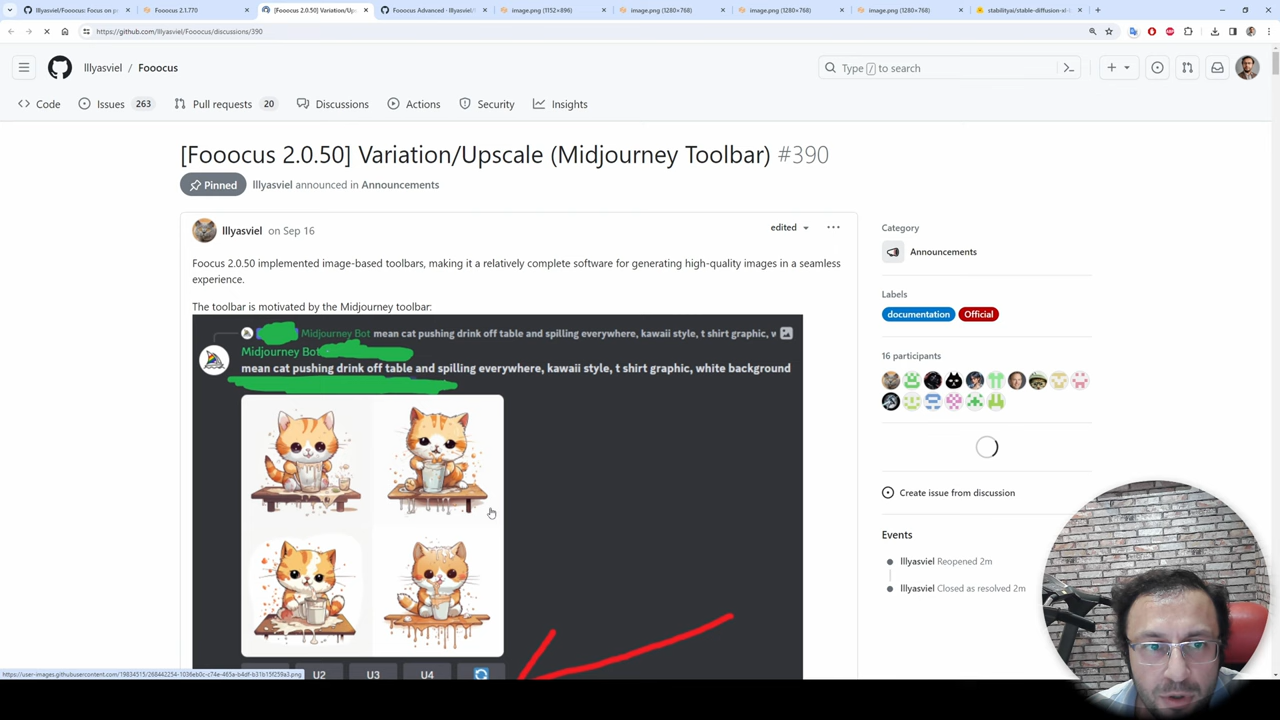 lllyasviel/Fooocus: Focus on p
Fooocus 2.1.770
[Fooocus 2.0.50] Variation/Ups
Fooocus Advanced · lllyasviel/
image.png (1152×896)
image.png (1280×768)
image.png (1280×768)
image.png (1280×768)
stabilityai/stable-diffusion-xl-
https://github.com/lllyasviel/Fooocus/discussions/390
lllyasviel / Fooocus
Type / to search
Code
Issues 263
Pull requests 20
Discussions
Actions
Security
Insights
[Fooocus 2.0.50] Variation/Upscale (Midjourney Toolbar) #390
Pinned lllyasviel announced in Announcements
lllyasviel on Sep 16
edited
Foocus 2.0.50 implemented image-based toolbars, making it a relatively complete software for generating high-quality images in a seamless
experience.
The toolbar is motivated by the Midjourney toolbar:
Midjourney Bot mean cat pushing drink off table and spilling everywhere, kawaii style, t shirt graphic, w
Midjourney Bot
mean cat pushing drink off table and spilling everywhere, kawaii style, t shirt graphic, white background
U2 U3 U4
Category
Announcements
Labels
documentation Official
16 participants
Create issue from discussion
Events
lllyasviel Reopened 2m
lllyasviel Closed as resolved 2m